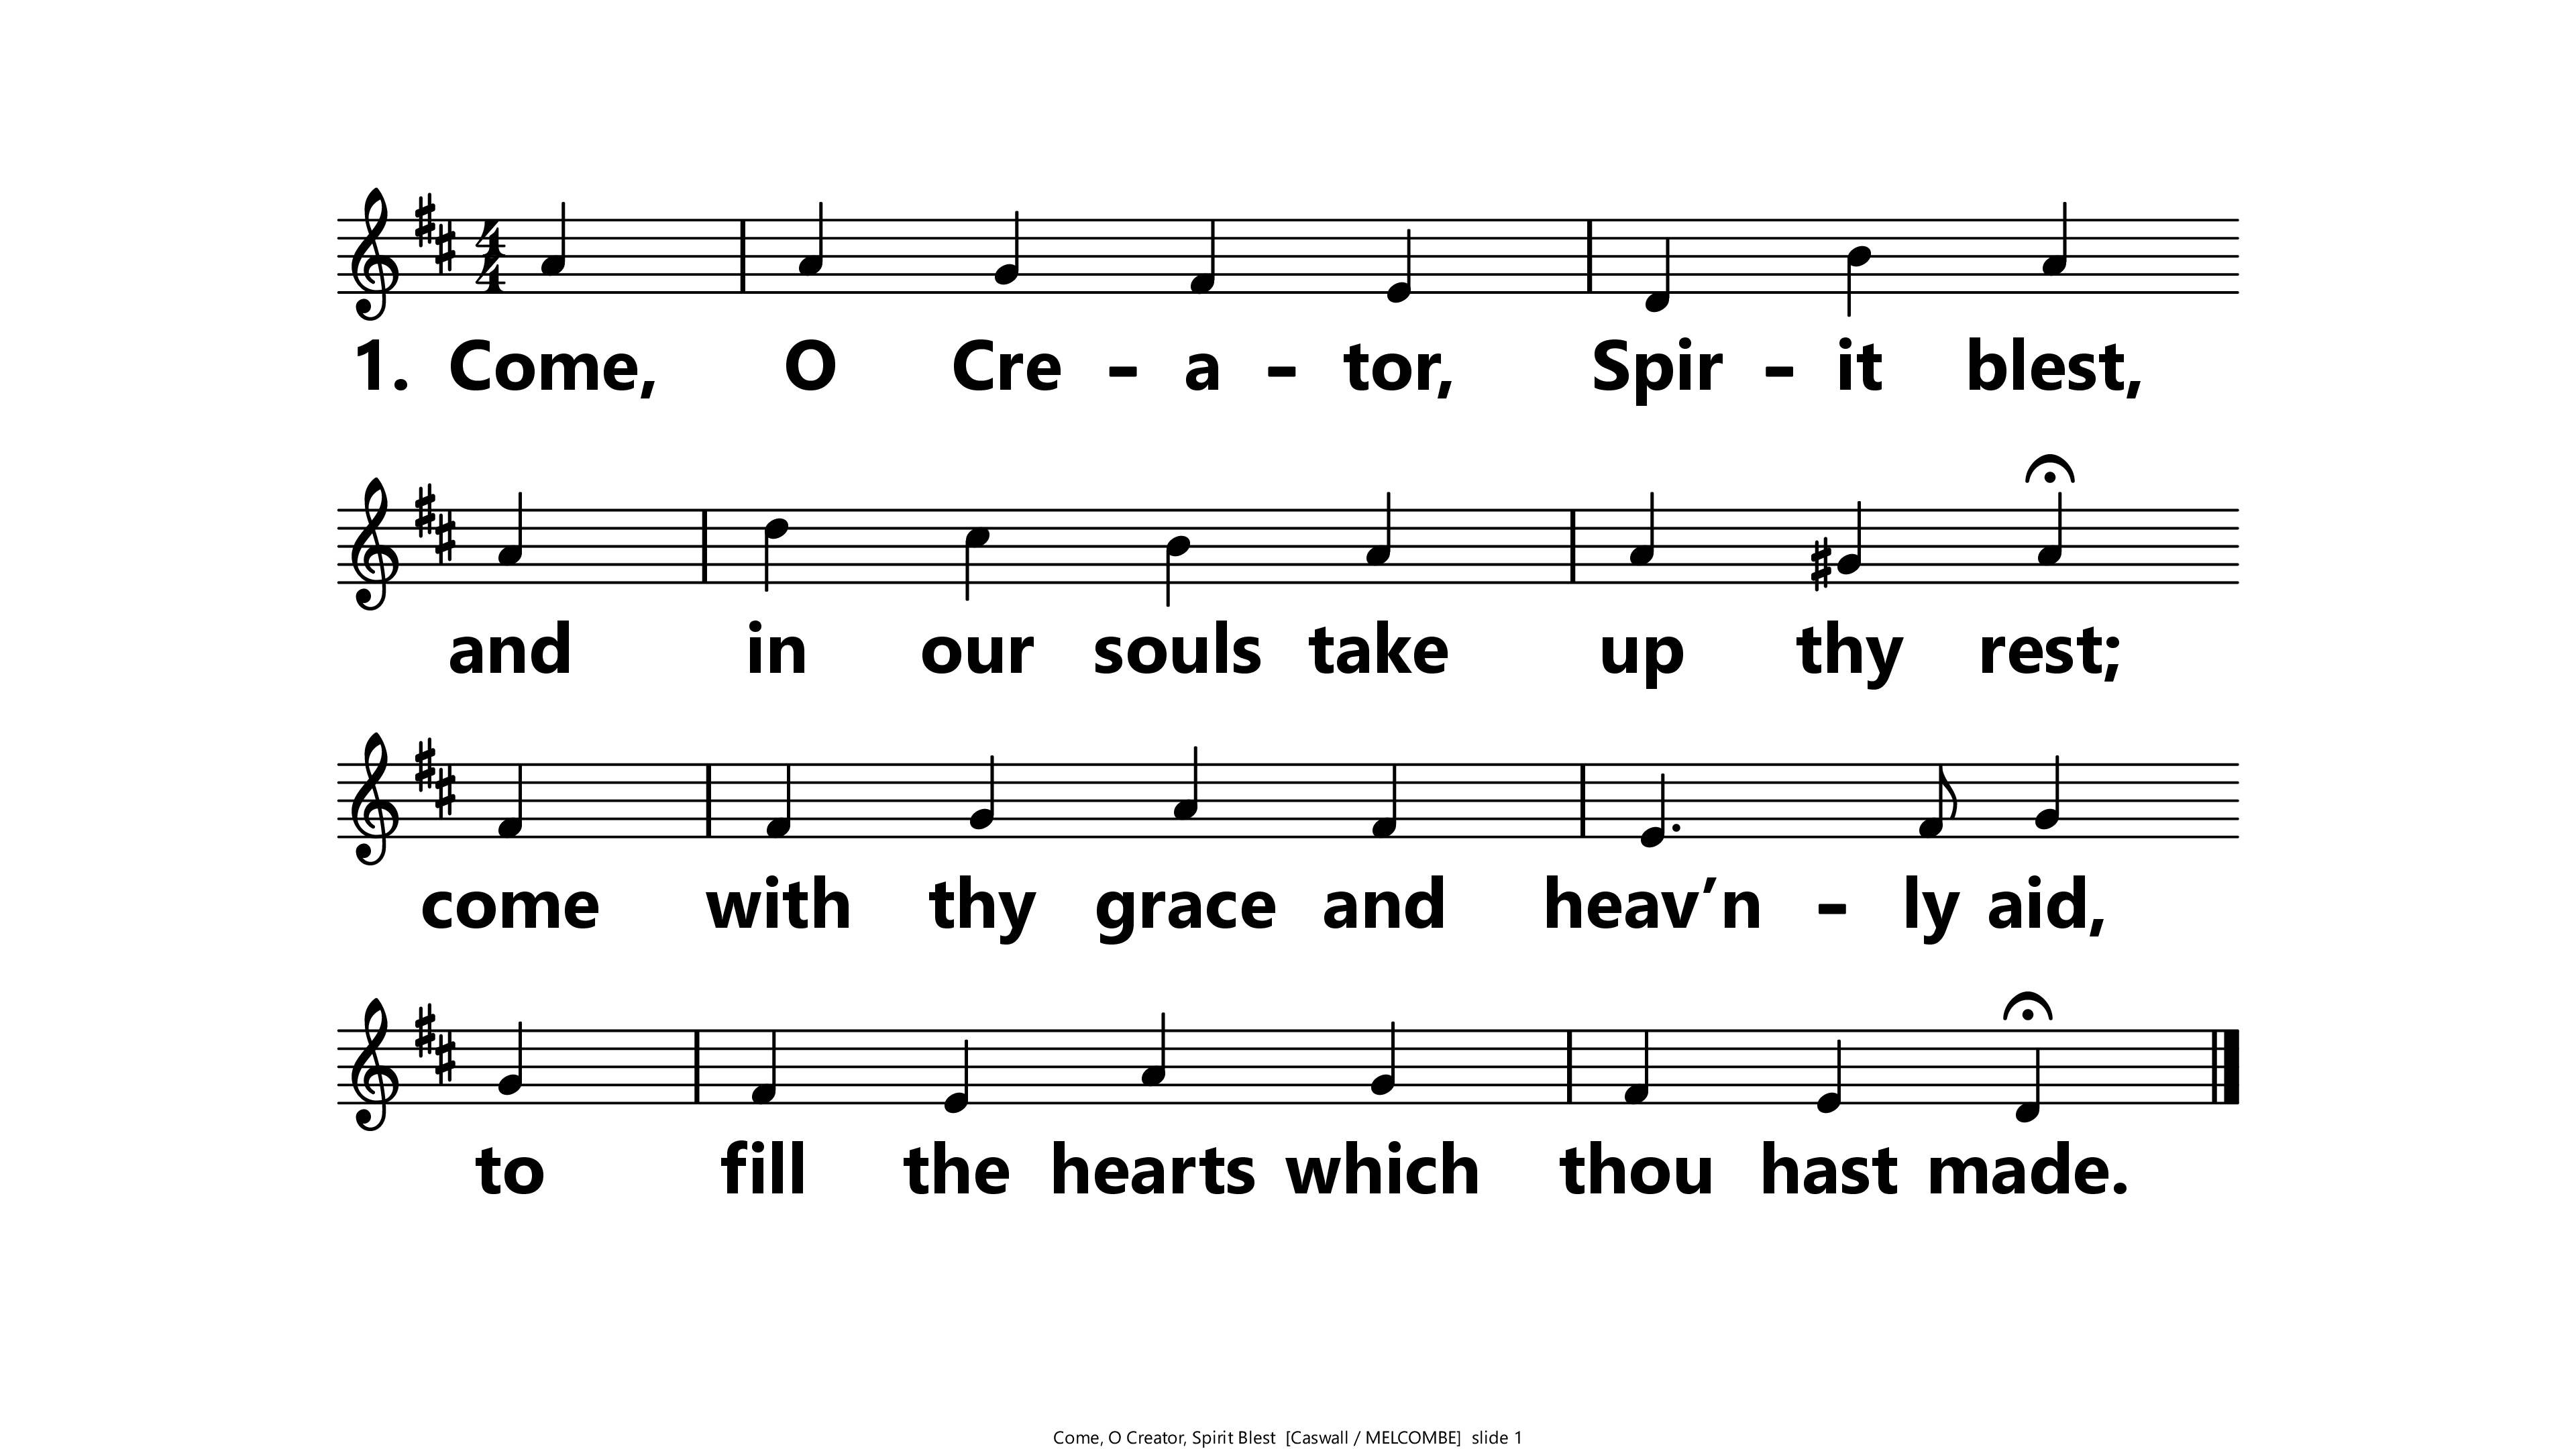 1. Come, O Cre - a - tor, Spir - it blest,
and in our souls take up thy rest;
come with thy grace and heav’n - ly aid,
to fill the hearts which thou hast made.
Come, O Creator, Spirit Blest [Caswall / MELCOMBE] slide 1